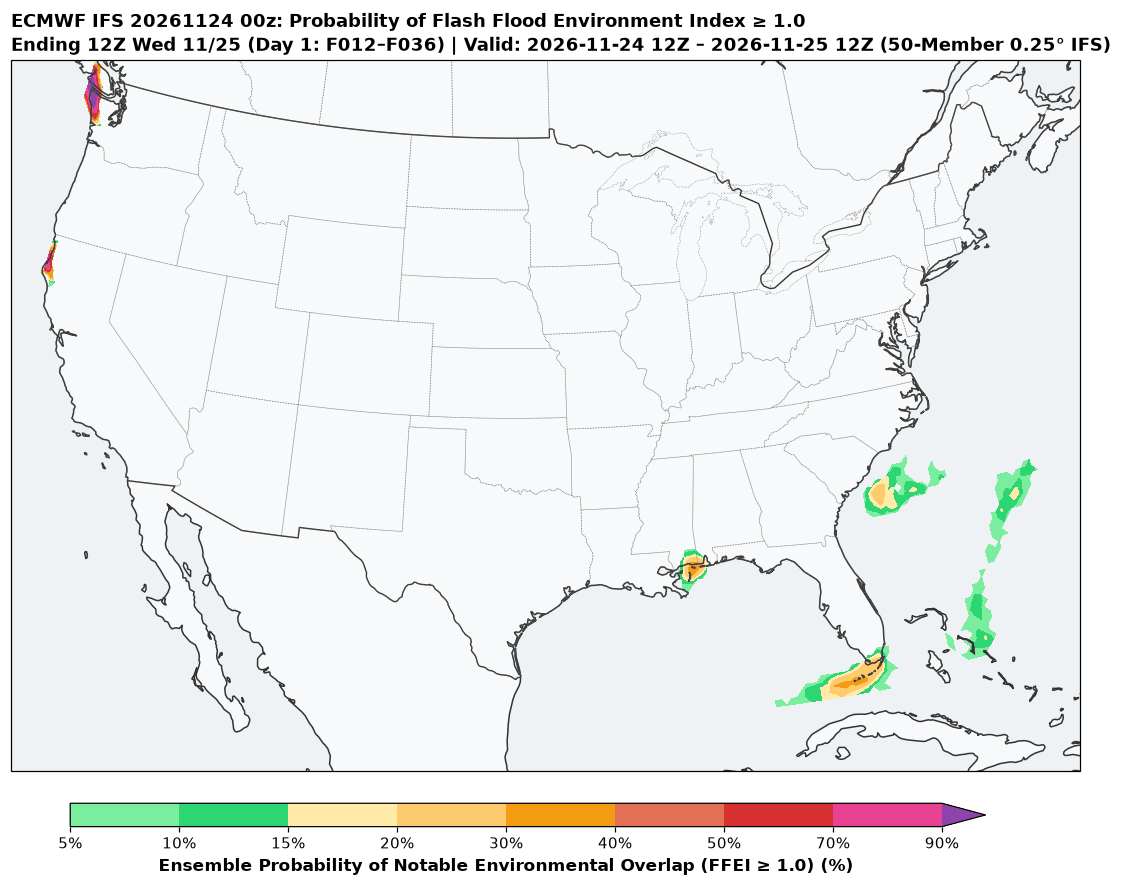 ECMWF IFS 20261124 00z: Probability of Flash Flood Environment Index ≥ 1.0
Ending 12Z Wed 11/25 (Day 1: F012–F036) | Valid: 2026-11-24 12Z – 2026-11-25 12Z (50-Member 0.25° IFS)
5% 10% 15% 20% 30% 40% 50% 70% 90%
Ensemble Probability of Notable Environmental Overlap (FFEI ≥ 1.0) (%)